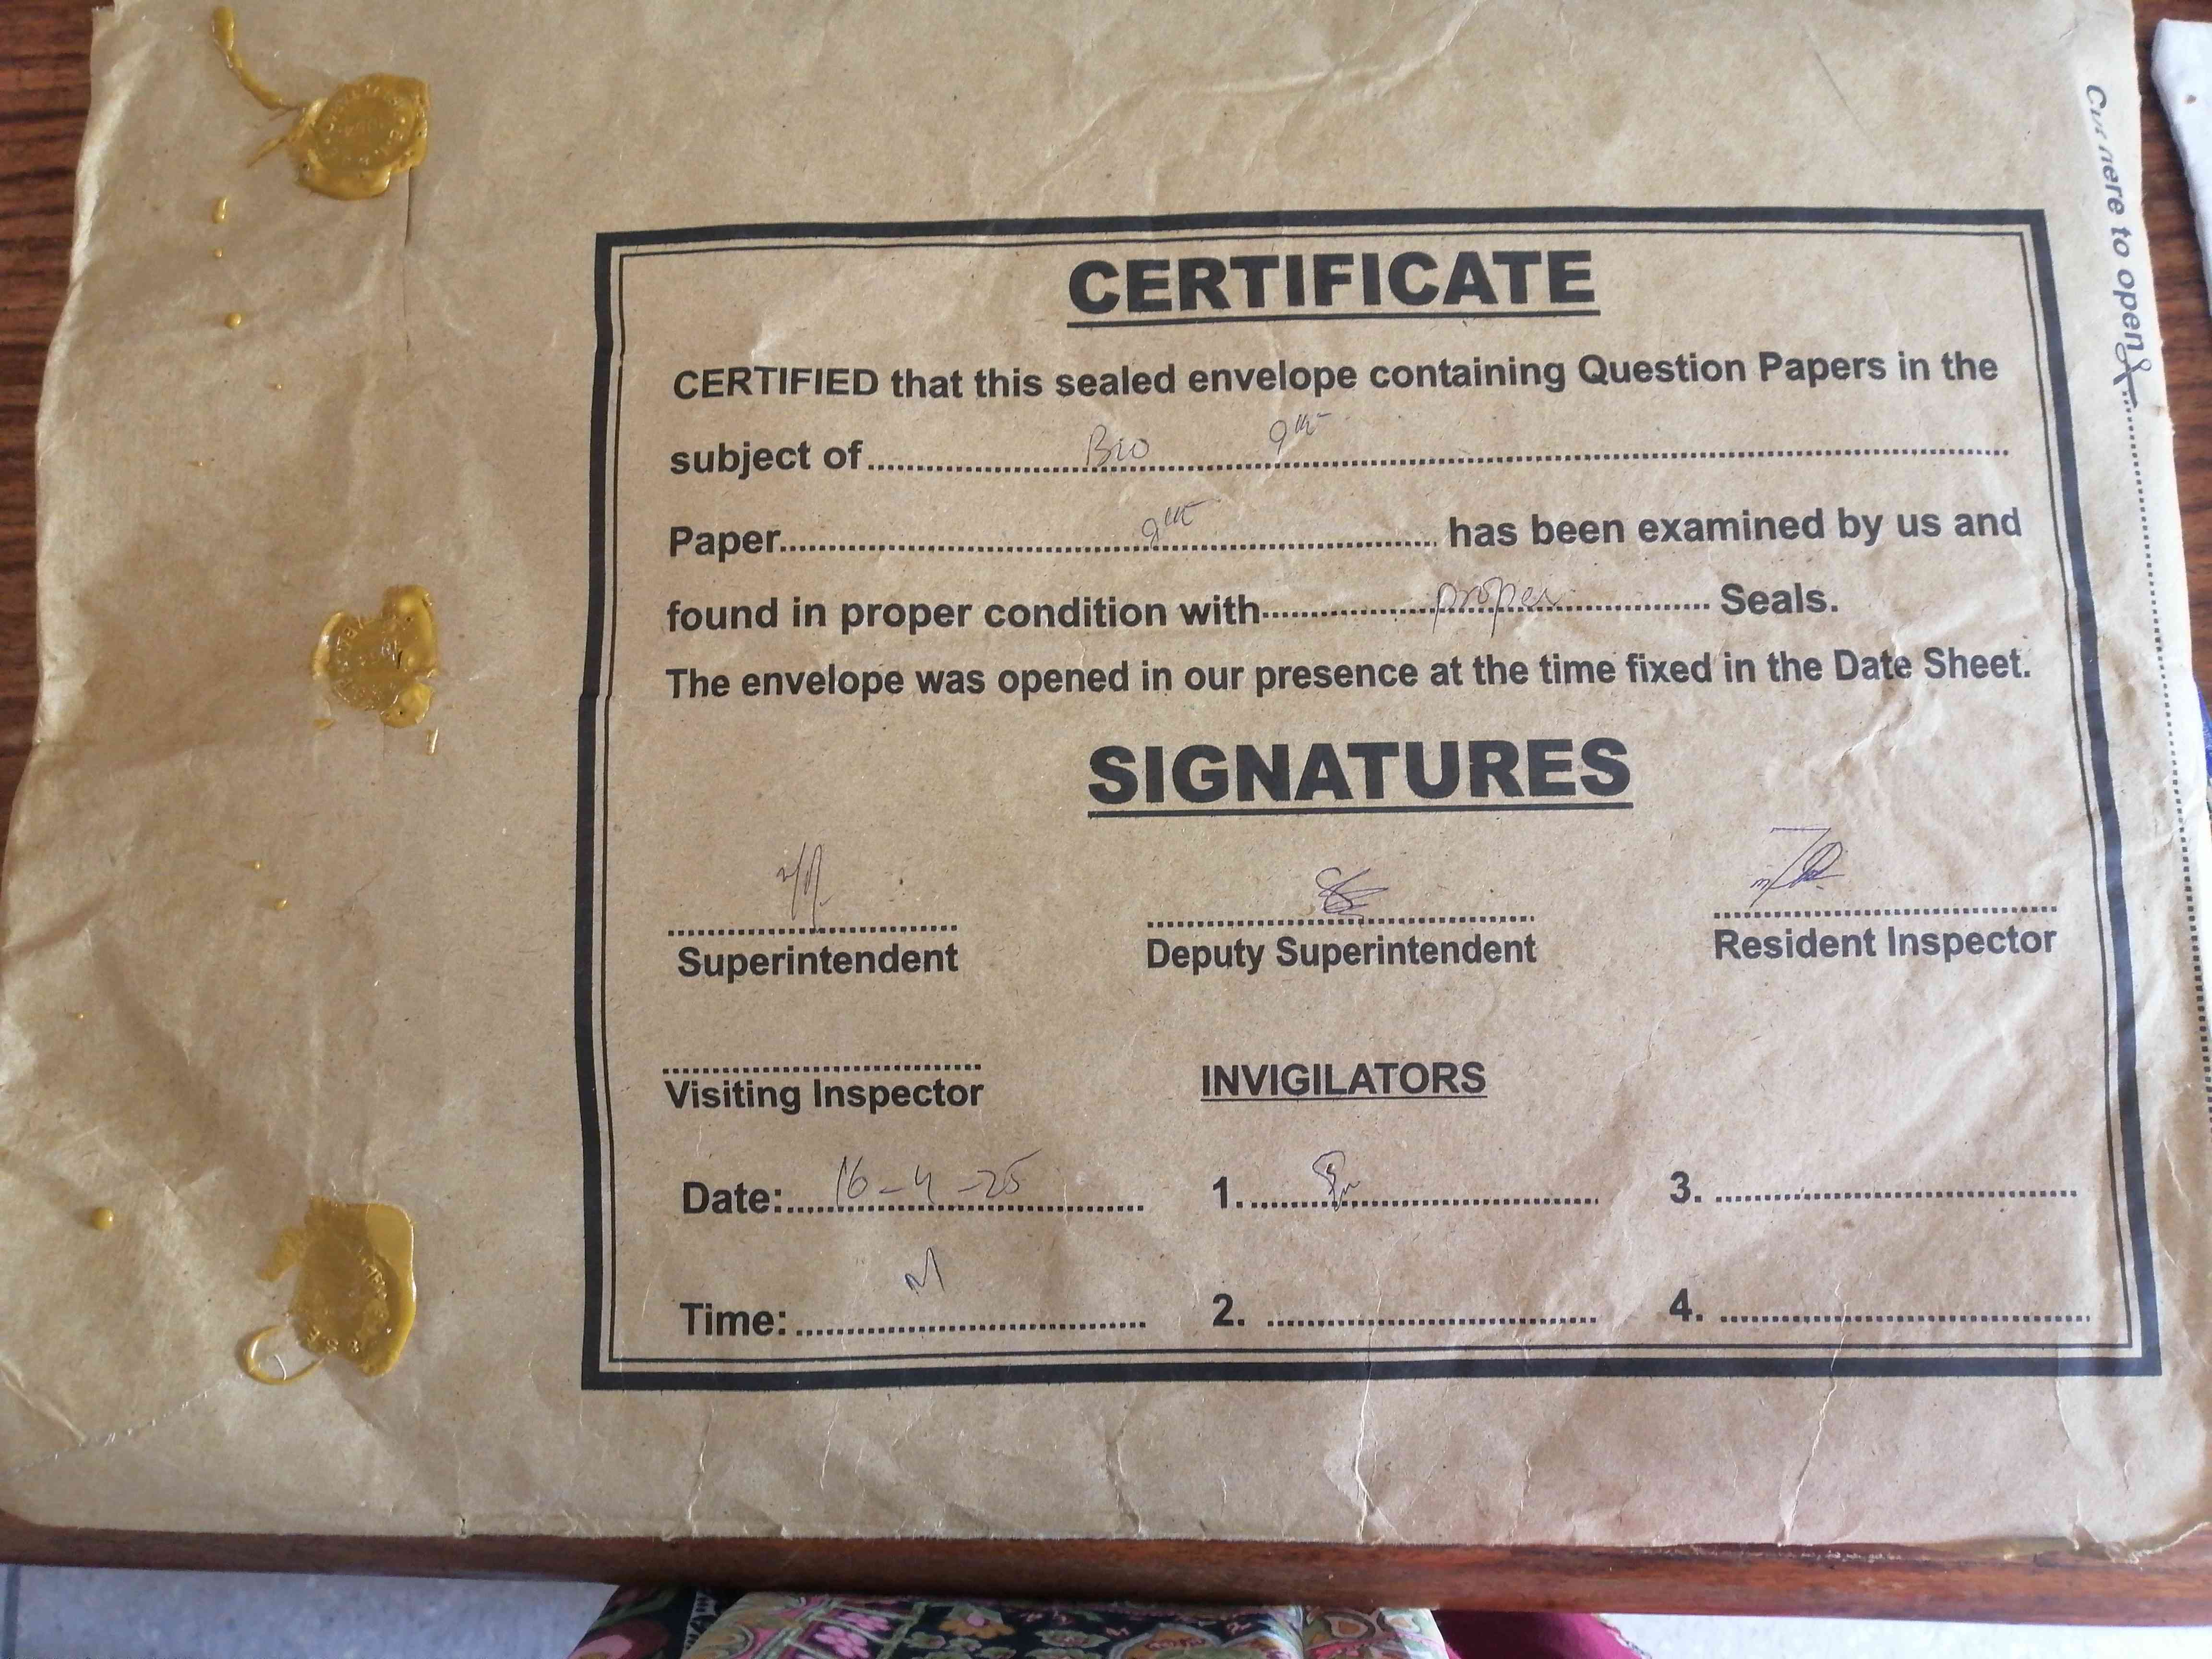 CERTIFICATE
CERTIFIED that this sealed envelope containing Question Papers in the
subject of Bio 9th
Paper 9th has been examined by us and
found in proper condition with proper Seals.
The envelope was opened in our presence at the time fixed in the Date Sheet.
SIGNATURES
Superintendent Deputy Superintendent Resident Inspector
Visiting Inspector INVIGILATORS
Date: 16-4-25 1. 3.
Time: M 2. 4.
here to open